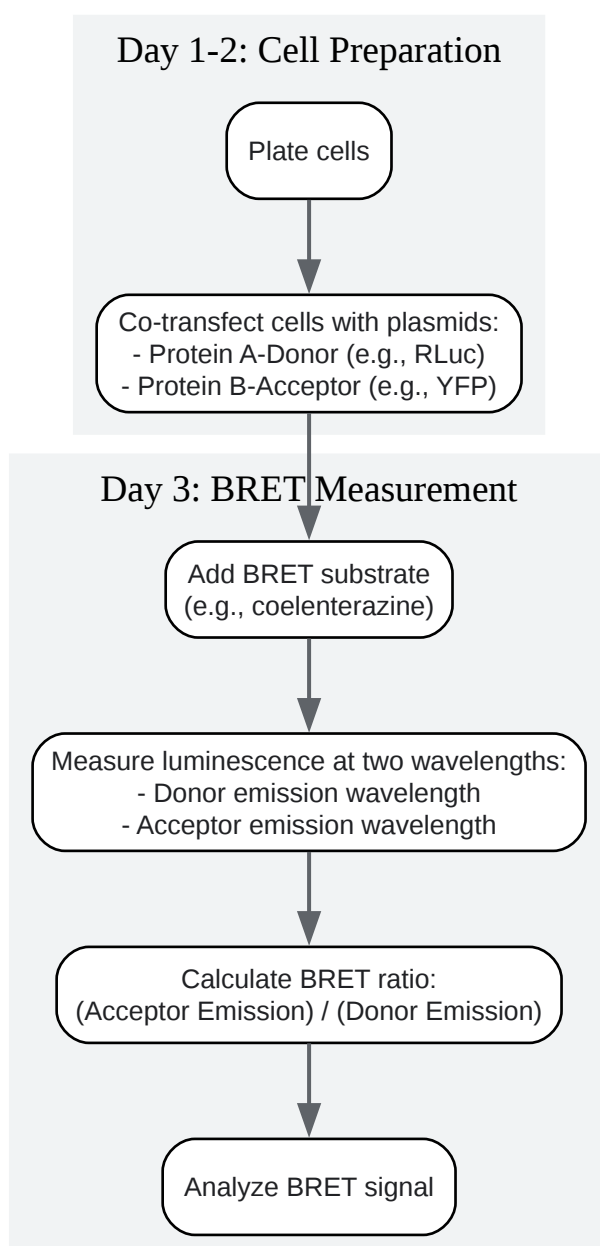 Day 1-2: Cell Preparation
Plate cells
Co-transfect cells with plasmids:
- Protein A-Donor (e.g., RLuc)
- Protein B-Acceptor (e.g., YFP)
Day 3: BRET Measurement
Add BRET substrate
(e.g., coelenterazine)
Measure luminescence at two wavelengths:
- Donor emission wavelength
- Acceptor emission wavelength
Calculate BRET ratio:
(Acceptor Emission) / (Donor Emission)
Analyze BRET signal